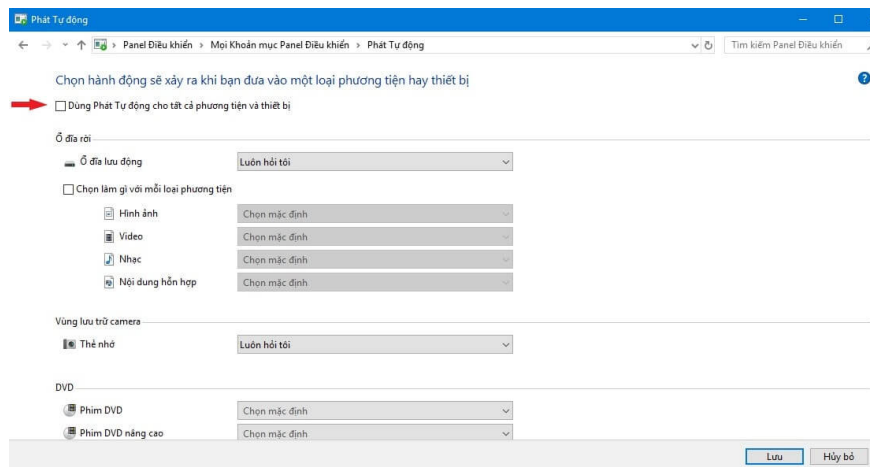 Phát Tự động
Panel Điều khiển › Mọi Khoản mục Panel Điều khiển › Phát Tự động
Tìm kiếm Panel Điều khiển
Chọn hành động sẽ xảy ra khi bạn đưa vào một loại phương tiện hay thiết bị
Dùng Phát Tự động cho tất cả phương tiện và thiết bị
Ổ đĩa rời
Ổ đĩa lưu động
Luôn hỏi tôi
Chọn làm gì với mỗi loại phương tiện
Hình ảnh
Chọn mặc định
Video
Chọn mặc định
Nhạc
Chọn mặc định
Nội dung hỗn hợp
Chọn mặc định
Vùng lưu trữ camera
Thẻ nhớ
Luôn hỏi tôi
DVD
Phim DVD
Chọn mặc định
Phim DVD nâng cao
Chọn mặc định
Lưu
Hủy bỏ